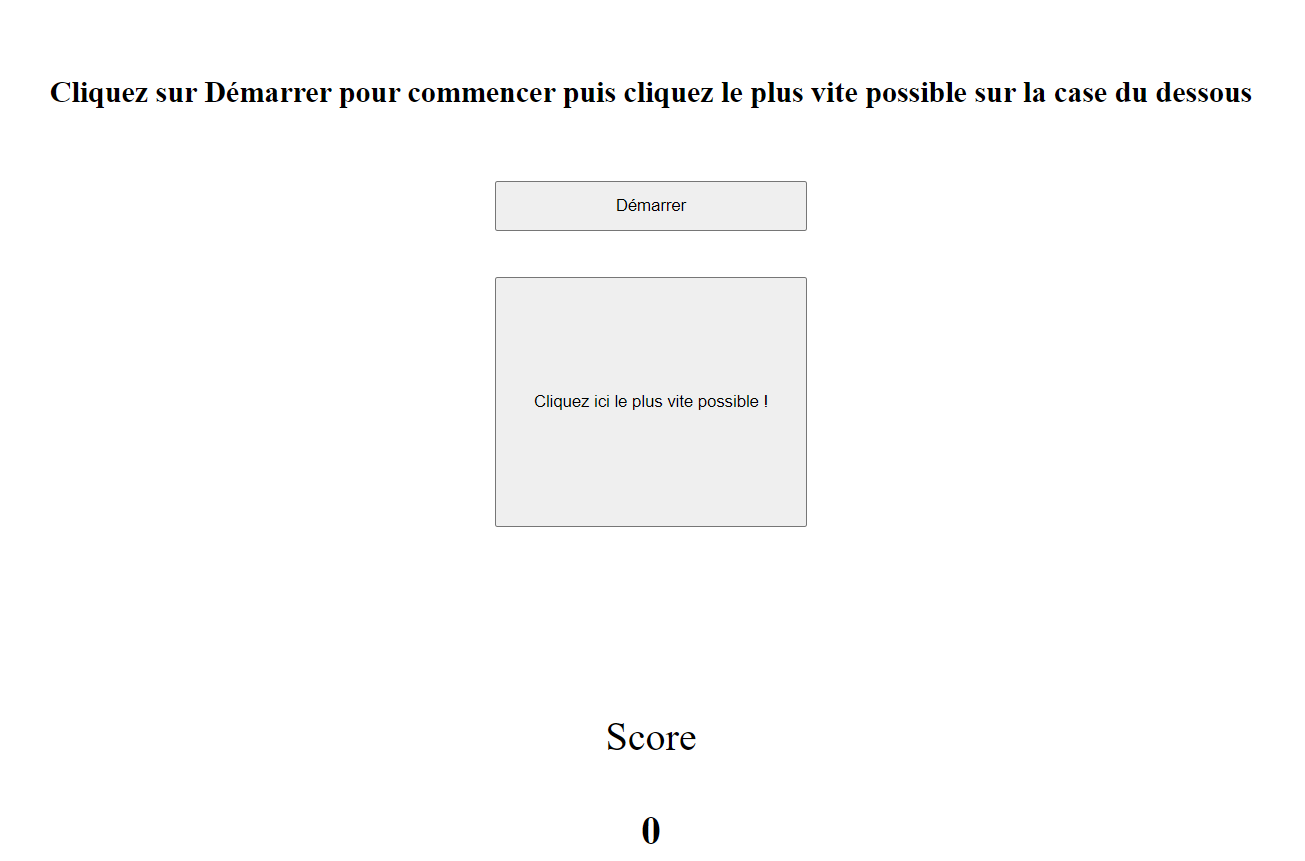 Cliquez sur Démarrer pour commencer puis cliquez le plus vite possible sur la case du dessous
Démarrer
Cliquez ici le plus vite possible !
Score
0